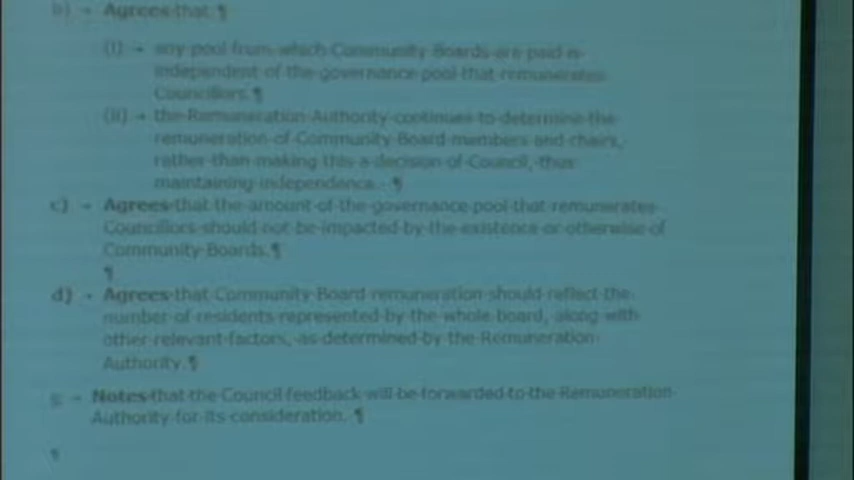 b) → Agrees that ¶
(i) → any pool from which Community Boards are paid is
independent of the governance pool that remunerates
Councillors. ¶
(ii) → the Remuneration Authority continues to determine the
remuneration of Community Board members and chairs,
rather than making this a decision of Council, thus
maintaining independence. ¶
c) → Agrees that the amount of the governance pool that remunerates
Councillors should not be impacted by the existence or otherwise of
Community Boards. ¶
¶
d) → Agrees that Community Board remuneration should reflect the
number of residents represented by the whole board, along with
other relevant factors, as determined by the Remuneration
Authority. ¶
→ Notes that the Council feedback will be forwarded to the Remuneration
Authority for its consideration. ¶
¶